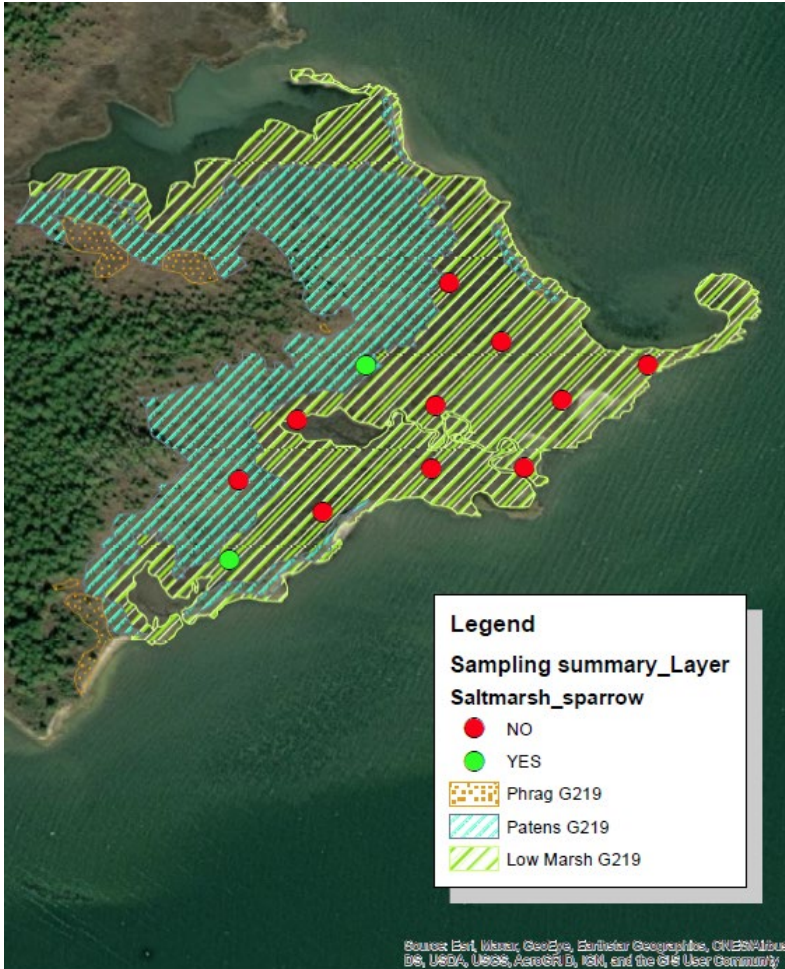 Legend
Sampling summary_Layer
Saltmarsh_sparrow
NO
YES
Phrag G219
Patens G219
Low Marsh G219
Source: Esri, Maxar, GeoEye, Earthstar Geographics, CNES/Airbus
DS, USDA, USGS, AeroGRID, IGN, and the GIS User Community